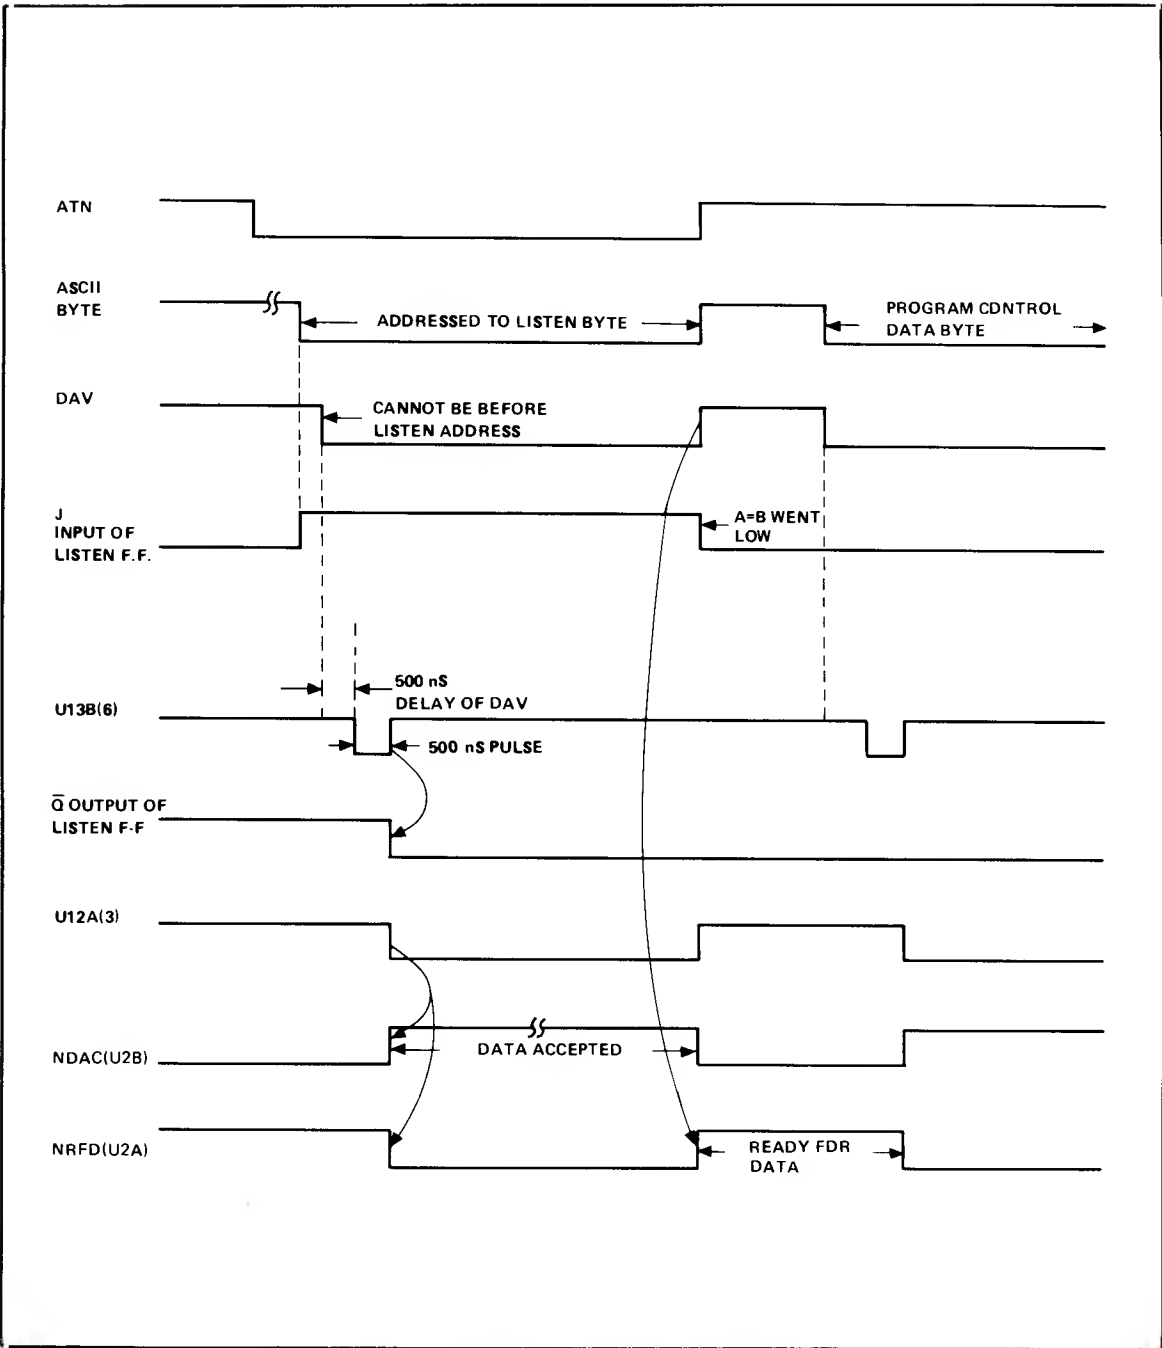 ATN
ASCII
BYTE
ADDRESSED TO LISTEN BYTE
PROGRAM CDNTROL
DATA BYTE
DAV
CANNOT BE BEFORE
LISTEN ADDRESS
J
INPUT OF
LISTEN F.F.
A=B WENT
LOW
500 nS
DELAY OF DAV
U13B(6)
500 nS PULSE
Q̅ OUTPUT OF
LISTEN F-F
U12A(3)
NDAC(U2B)
DATA ACCEPTED
NRFD(U2A)
READY FDR
DATA